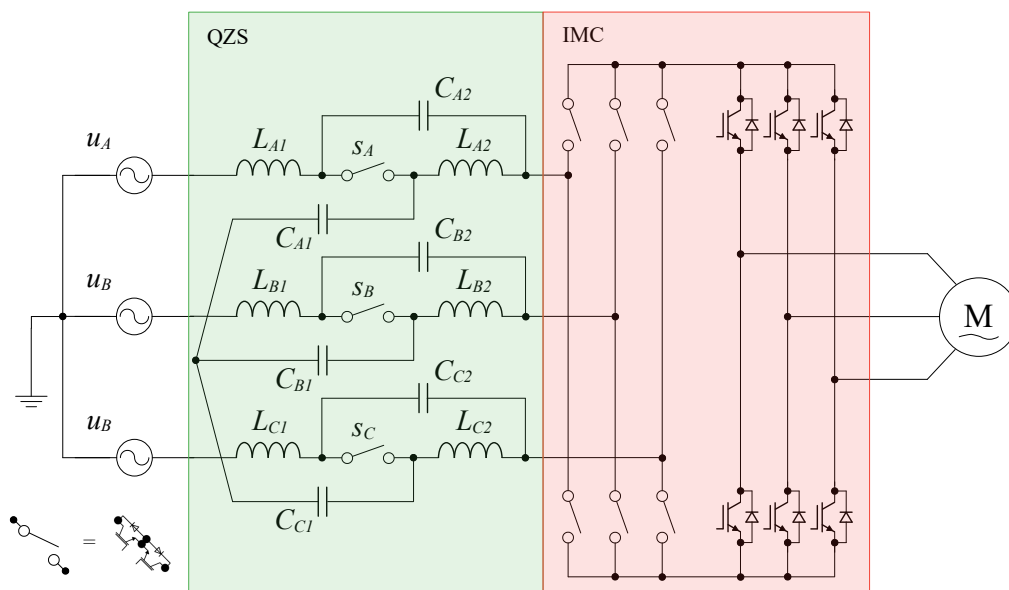 QZS
IMC
C_A2
u_A
L_A1
s_A
L_A2
C_A1
C_B2
u_B
L_B1
s_B
L_B2
M
C_B1
C_C2
u_B
L_C1
s_C
L_C2
C_C1
=